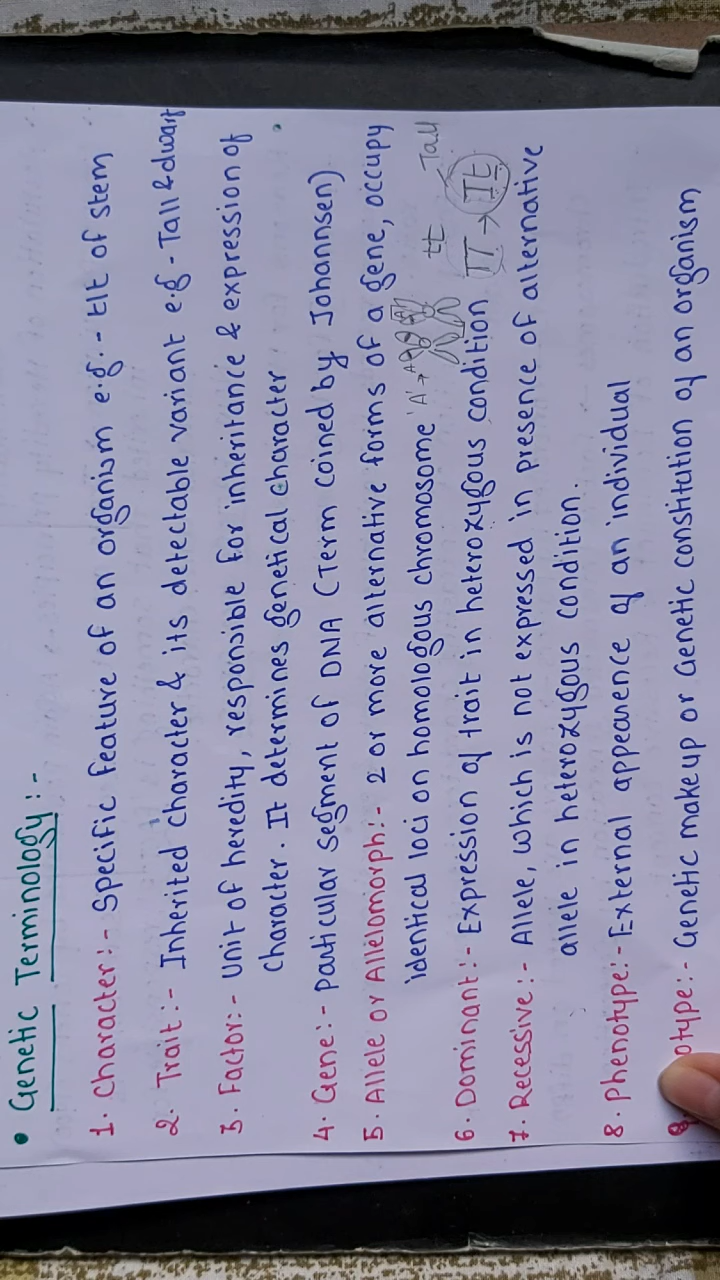 • Genetic Terminology :-
1. Character :- Specific Feature of an organism e.g. - Ht of stem
2. Trait :- Inherited character & its detectable variant e.g - Tall & dwarf
3. Factor:- Unit of heredity, responsible for inheritance & expression of
character. It determines genetical character
4. Gene :- Particular segment of DNA (Term coined by Johannsen)
5. Allele or Allelomorph:- 2 or more alternative forms of a gene, occupy
identical loci on homologous chromosome 'A' → A
tt Tall
6. Dominant :- Expression of trait in heterozygous condition TT → Tt
7. Recessive :- Allele, which is not expressed in presence of alternative
allele in heterozygous condition.
8. Phenotype:- External appearence of an individual
9. otype:- Genetic makeup or Genetic constitution of an organism